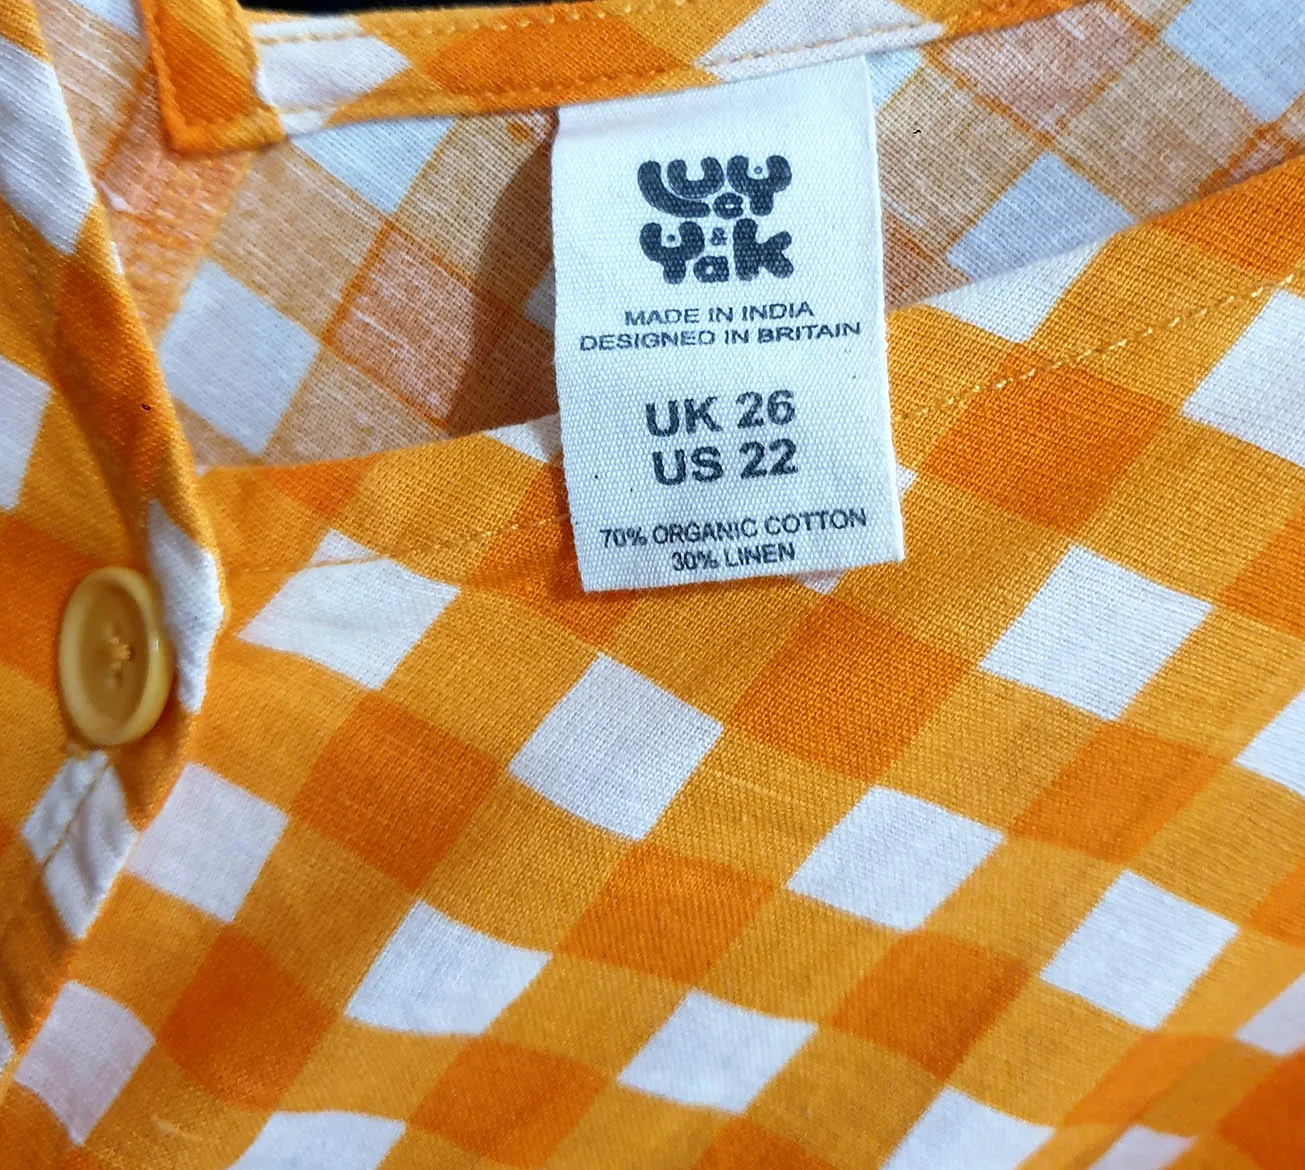 Lucy
&
Yak
MADE IN INDIA
DESIGNED IN BRITAIN
UK 26
US 22
70% ORGANIC COTTON
30% LINEN